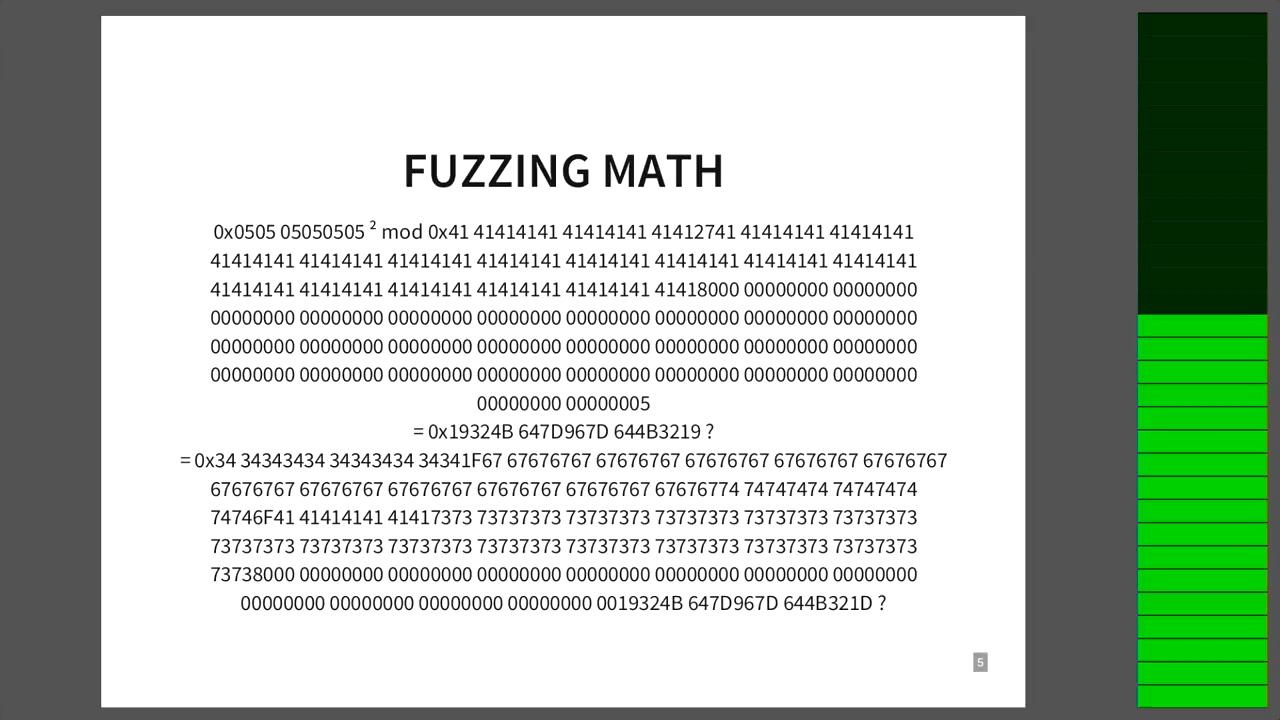 FUZZING MATH
0x0505 05050505 ² mod 0x41 41414141 41414141 41412741 41414141 41414141
41414141 41414141 41414141 41414141 41414141 41414141 41414141 41414141
41414141 41414141 41414141 41414141 41414141 41418000 00000000 00000000
00000000 00000000 00000000 00000000 00000000 00000000 00000000 00000000
00000000 00000000 00000000 00000000 00000000 00000000 00000000 00000000
00000000 00000000 00000000 00000000 00000000 00000000 00000000 00000000
00000000 00000005
= 0x19324B 647D967D 644B3219 ?
= 0x34 34343434 34343434 34341F67 67676767 67676767 67676767 67676767 67676767
67676767 67676767 67676767 67676767 67676767 67676774 74747474 74747474
74746F41 41414141 41417373 73737373 73737373 73737373 73737373 73737373
73737373 73737373 73737373 73737373 73737373 73737373 73737373 73737373
73738000 00000000 00000000 00000000 00000000 00000000 00000000 00000000
00000000 00000000 00000000 00000000 0019324B 647D967D 644B321D ?
5